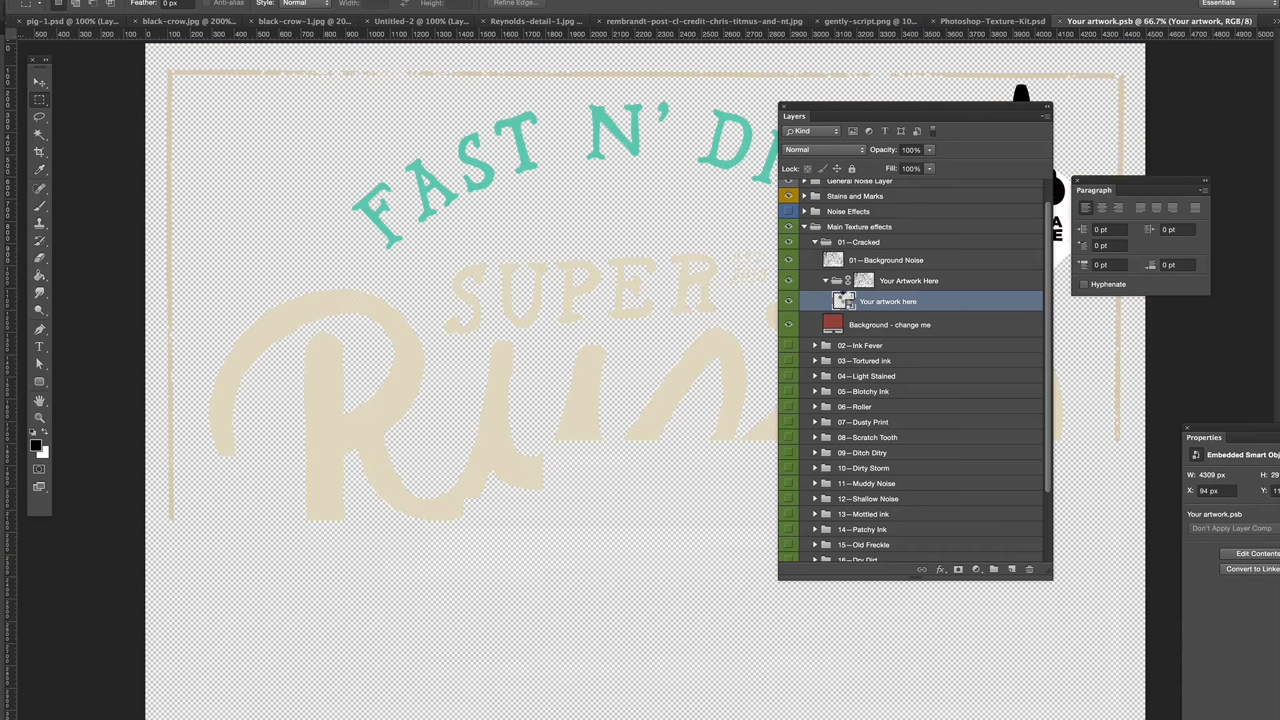 Feather: 0 px Anti-alias Style: Normal Width: Height: Refine Edge... Essentials
pig-1.psd @ 100% (Lay... black-crow.jpg @ 200%... black-crow-1.jpg @ 20... Untitled-2 @ 100% (Lay... Reynolds-detail-1.jpg ... rembrandt-post-cl-credit-chris-titmus-and-nt.jpg gently-script.png @ 10... Photoshop-Texture-Kit.psd Your artwork.psb @ 66.7% (Your artwork, RGB/8)
FAST N' DI
SUPER
Run
Layers
Kind
Normal Opacity: 100%
Lock: Fill: 100%
General Noise Layer
Stains and Marks
Noise Effects
Main Texture effects
01—Cracked
01—Background Noise
Your Artwork Here
Your artwork here
Background - change me
02—Ink Fever
03—Tortured ink
04—Light Stained
05—Blotchy Ink
06—Roller
07—Dusty Print
08—Scratch Tooth
09—Ditch Ditry
10—Dirty Storm
11—Muddy Noise
12—Shallow Noise
13—Mottled ink
14—Patchy Ink
15—Old Freckle
16—Dry Dirt
Paragraph
0 pt 0 pt
0 pt
0 pt 0 pt
Hyphenate
Properties
Embedded Smart Obj
W: 4309 px H: 29
X: 94 px Y: 11
Your artwork.psb
Don't Apply Layer Comp
Edit Contents
Convert to Linke